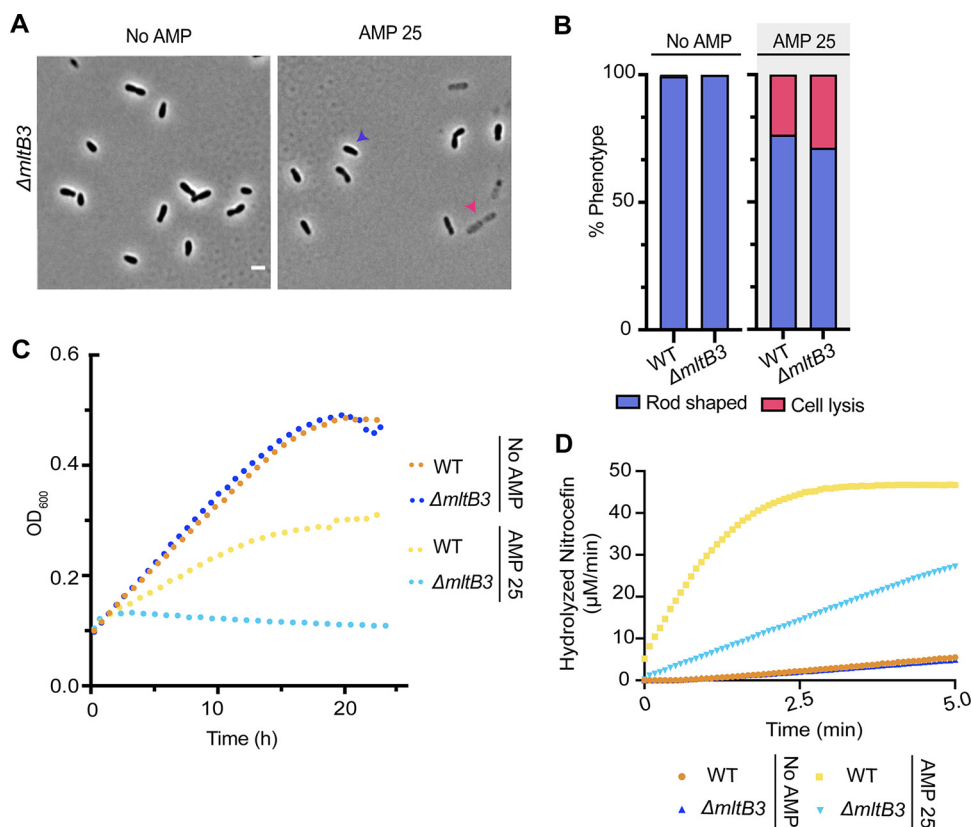 A
No AMP
AMP 25
ΔmltB3
B
No AMP
AMP 25
% Phenotype
100
50
0
WT
ΔmltB3
WT
ΔmltB3
Rod shaped
Cell lysis
C
OD600
0.6
0.4
0.2
0.0
0
10
20
Time (h)
WT
ΔmltB3
No AMP
WT
ΔmltB3
AMP 25
D
Hydrolyzed Nitrocefin
(µM/min)
50
40
30
20
10
0
0
2.5
5.0
Time (min)
WT
ΔmltB3
No AMP
WT
ΔmltB3
AMP 25